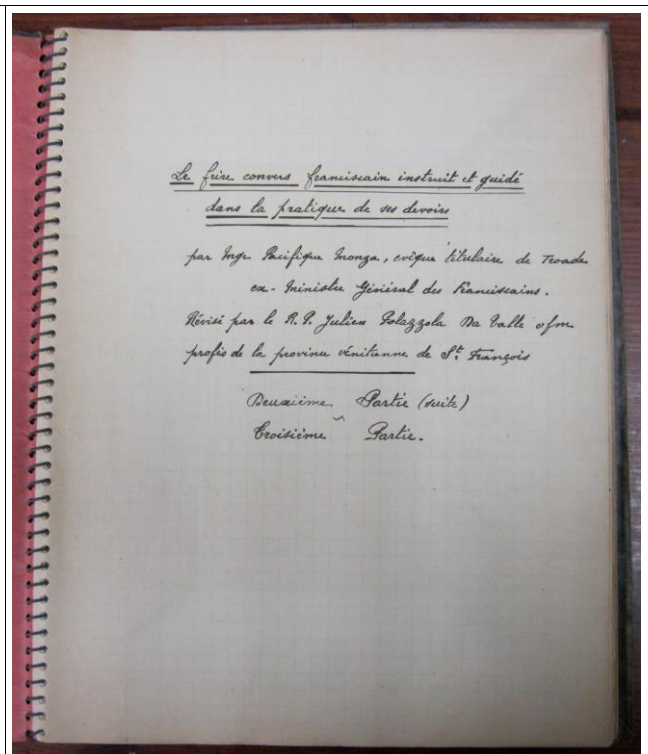 Le frère convers franciscain instruit et guidé
dans la pratique de ses devoirs
par Mgr. Pacifique Monza, evêque titulaire de Troade
ex-Ministre Général des Franciscains.
Révisé par le R.P. Julien Polazzola Da Valle ofm
profès de la province vénitienne de St. François
Deuxième Partie (suite)
Troisième Partie.